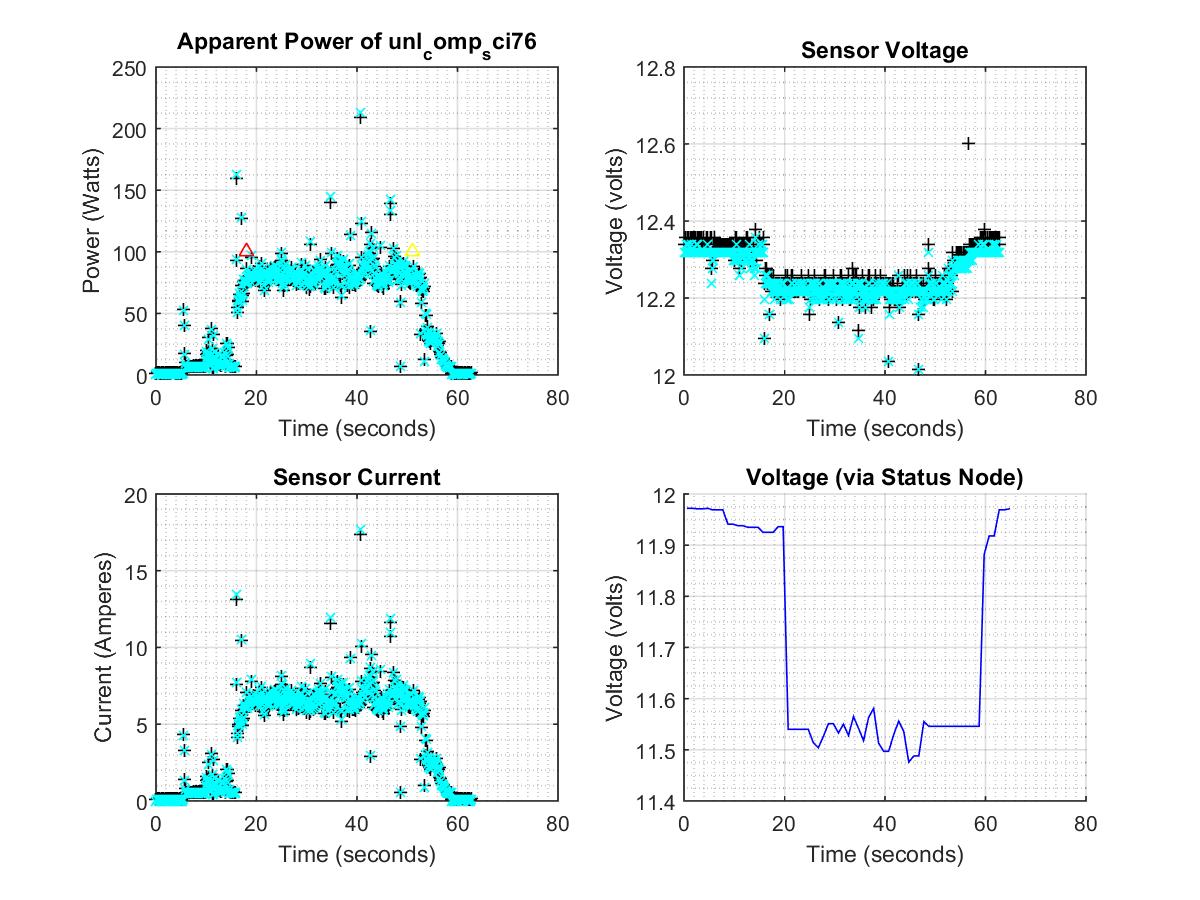 Apparent Power of unl_comp_sci76
250
200
150
100
50
0
Power (Watts)
0 20 40 60 80
Time (seconds)
Sensor Voltage
12.8
12.6
12.4
12.2
12
Voltage (volts)
0 20 40 60 80
Time (seconds)
Sensor Current
20
15
10
5
0
Current (Amperes)
0 20 40 60 80
Time (seconds)
Voltage (via Status Node)
12
11.9
11.8
11.7
11.6
11.5
11.4
Voltage (volts)
0 20 40 60 80
Time (seconds)